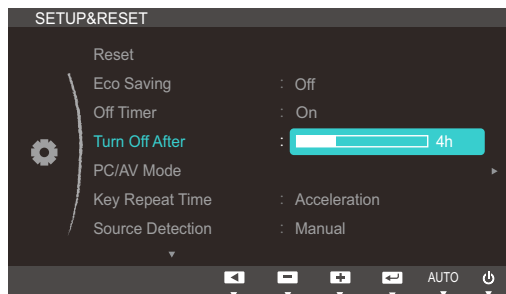 SETUP&RESET
Reset
Eco Saving : Off
Off Timer : On
Turn Off After : 4h
PC/AV Mode
Key Repeat Time : Acceleration
Source Detection : Manual
AUTO